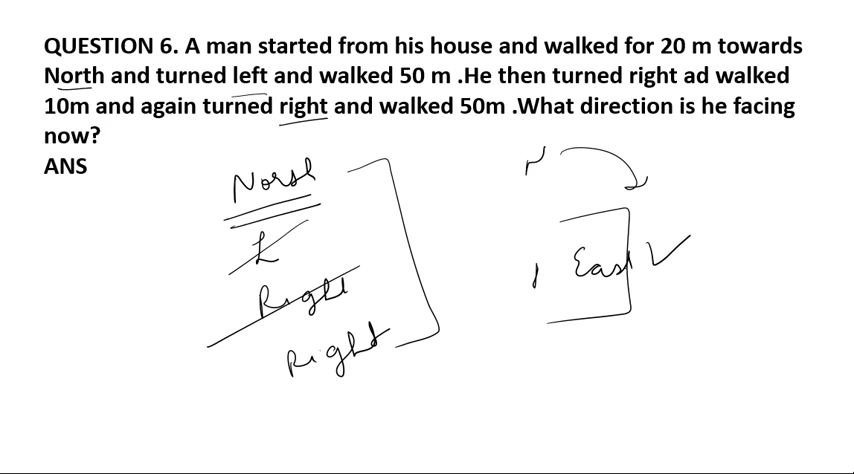 QUESTION 6. A man started from his house and walked for 20 m towards
North and turned left and walked 50 m .He then turned right ad walked
10m and again turned right and walked 50m .What direction is he facing
now?
ANS
North
L
Right
Right
N
East